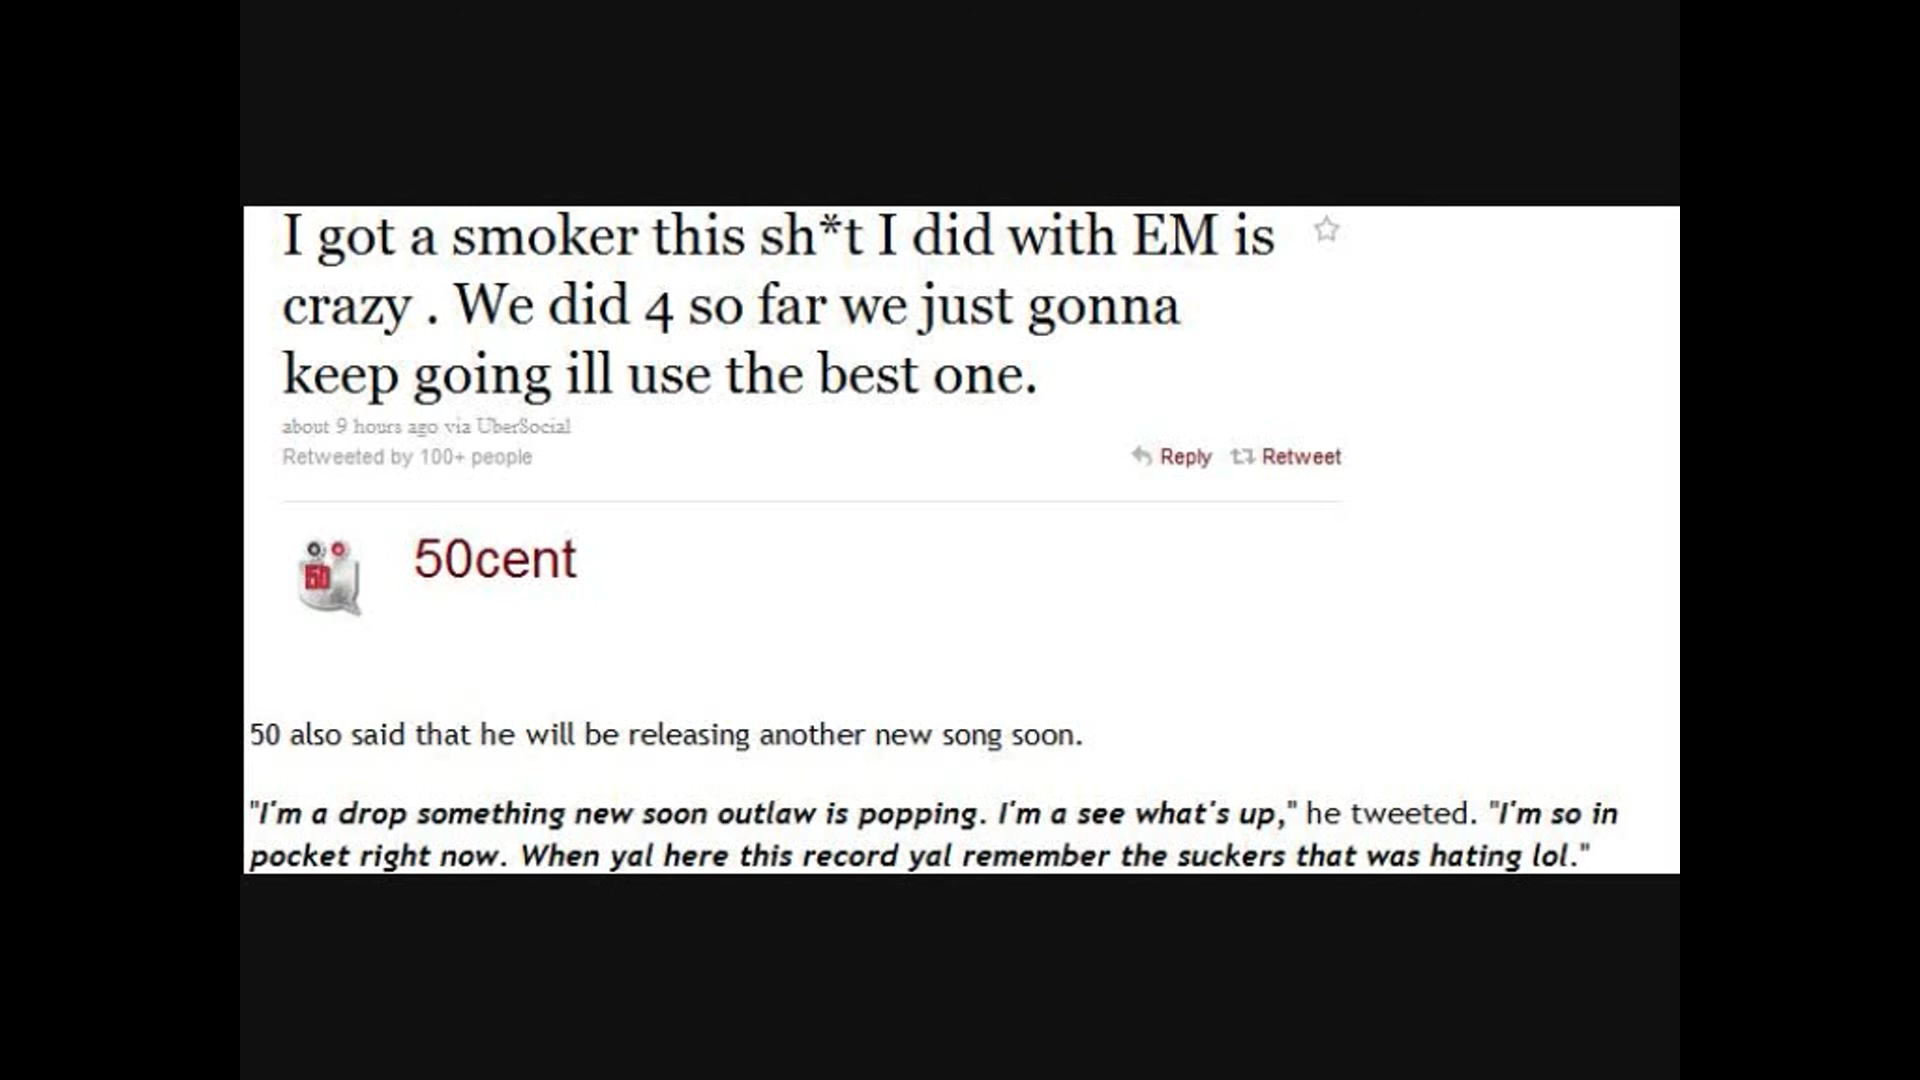 I got a smoker this sh*t I did with EM is
crazy . We did 4 so far we just gonna
keep going ill use the best one.
about 9 hours ago via UberSocial
Retweeted by 100+ people
Reply Retweet
50
50cent
50 also said that he will be releasing another new song soon.
"I'm a drop something new soon outlaw is popping. I'm a see what's up," he tweeted. "I'm so in
pocket right now. When yal here this record yal remember the suckers that was hating lol."